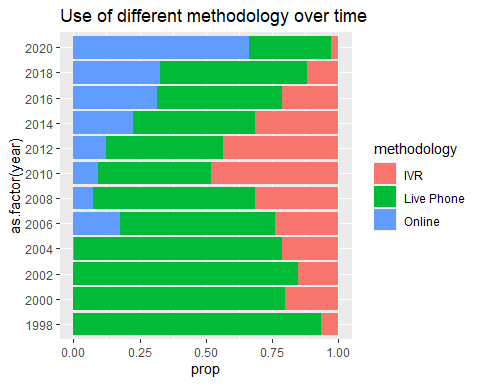 Use of different methodology over time
as.factor(year)
2020
2018
2016
2014
2012
2010
2008
2006
2004
2002
2000
1998
0.00 0.25 0.50 0.75 1.00
prop
methodology
IVR
Live Phone
Online